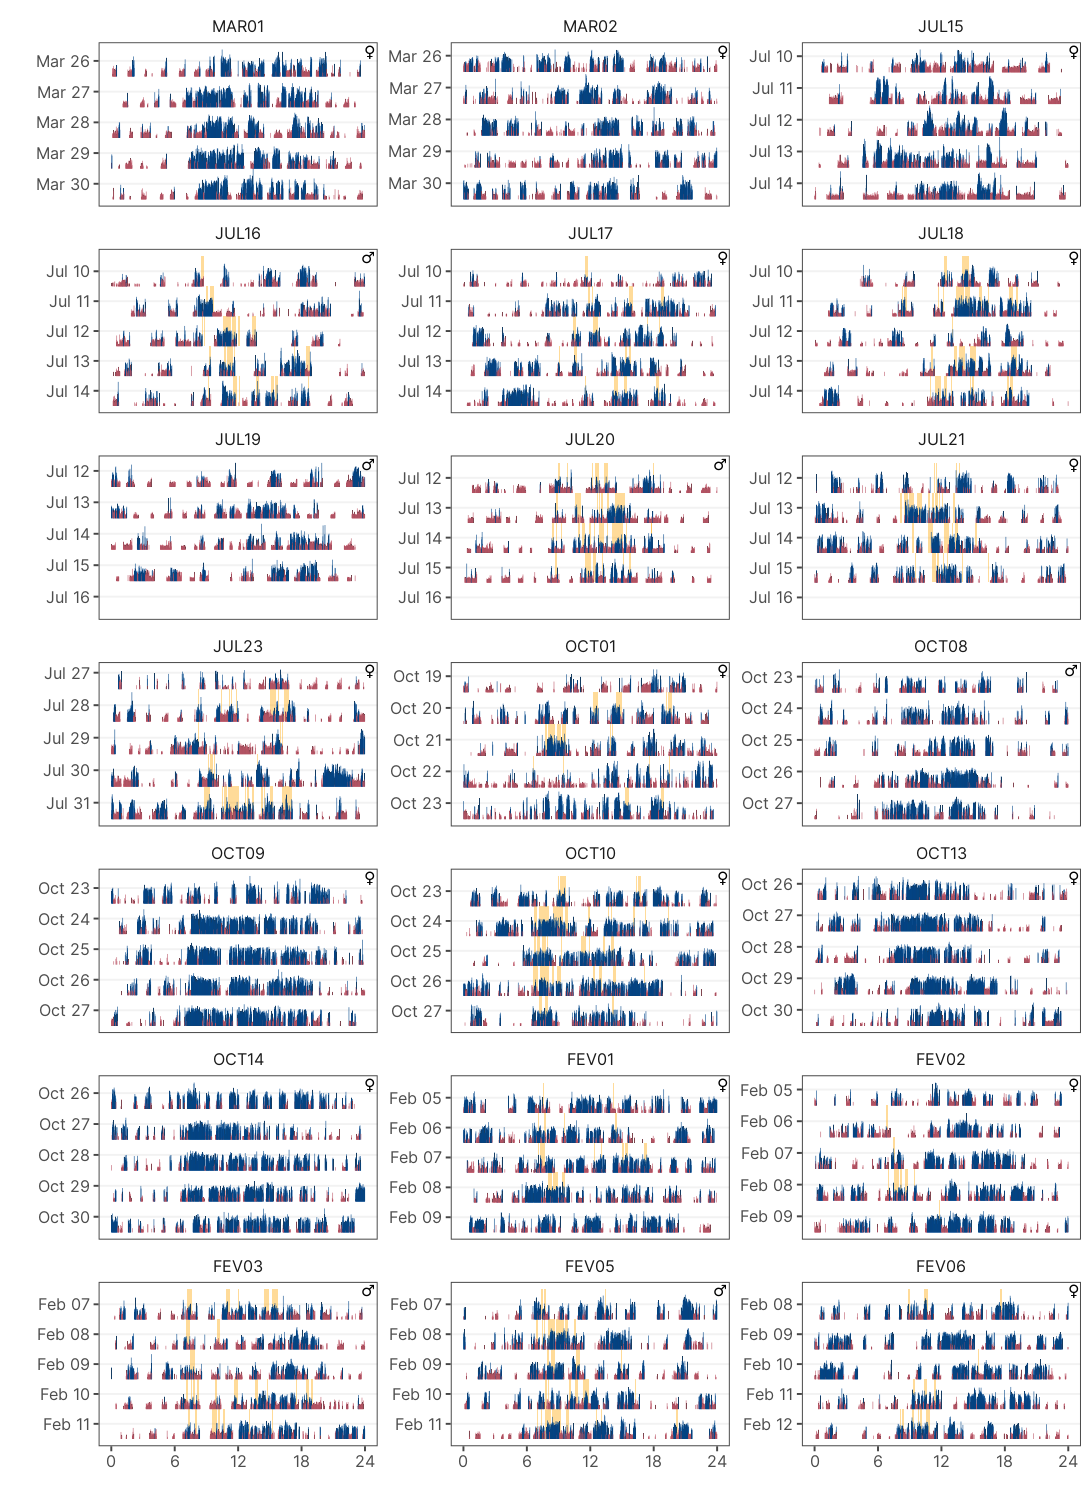 MAR01 MAR02 JUL15
♀ ♀ ♀
Mar 26 Mar 26 Jul 10
Mar 27 Mar 27 Jul 11
Mar 28 Mar 28 Jul 12
Mar 29 Mar 29 Jul 13
Mar 30 Mar 30 Jul 14
JUL16 JUL17 JUL18
♂ ♀ ♀
Jul 10 Jul 10 Jul 10
Jul 11 Jul 11 Jul 11
Jul 12 Jul 12 Jul 12
Jul 13 Jul 13 Jul 13
Jul 14 Jul 14 Jul 14
JUL19 JUL20 JUL21
♂ ♂ ♀
Jul 12 Jul 12 Jul 12
Jul 13 Jul 13 Jul 13
Jul 14 Jul 14 Jul 14
Jul 15 Jul 15 Jul 15
Jul 16 Jul 16 Jul 16
JUL23 OCT01 OCT08
♀ ♀ ♂
Jul 27 Oct 19 Oct 23
Jul 28 Oct 20 Oct 24
Jul 29 Oct 21 Oct 25
Jul 30 Oct 22 Oct 26
Jul 31 Oct 23 Oct 27
OCT09 OCT10 OCT13
♀ ♀
Oct 23 Oct 23 Oct 26
Oct 24 Oct 24 Oct 27
Oct 25 Oct 25 Oct 28
Oct 26 Oct 26 Oct 29
Oct 27 Oct 27 Oct 30
OCT14 FEV01 FEV02
♀ ♀ ♀
Oct 26 Feb 05 Feb 05
Oct 27 Feb 06 Feb 06
Oct 28 Feb 07 Feb 07
Oct 29 Feb 08 Feb 08
Oct 30 Feb 09 Feb 09
FEV03 FEV05 FEV06
♂ ♂ ♀
Feb 07 Feb 07 Feb 08
Feb 08 Feb 08 Feb 09
Feb 09 Feb 09 Feb 10
Feb 10 Feb 10 Feb 11
Feb 11 Feb 11 Feb 12
0 6 12 18 24 0 6 12 18 24 0 6 12 18 24